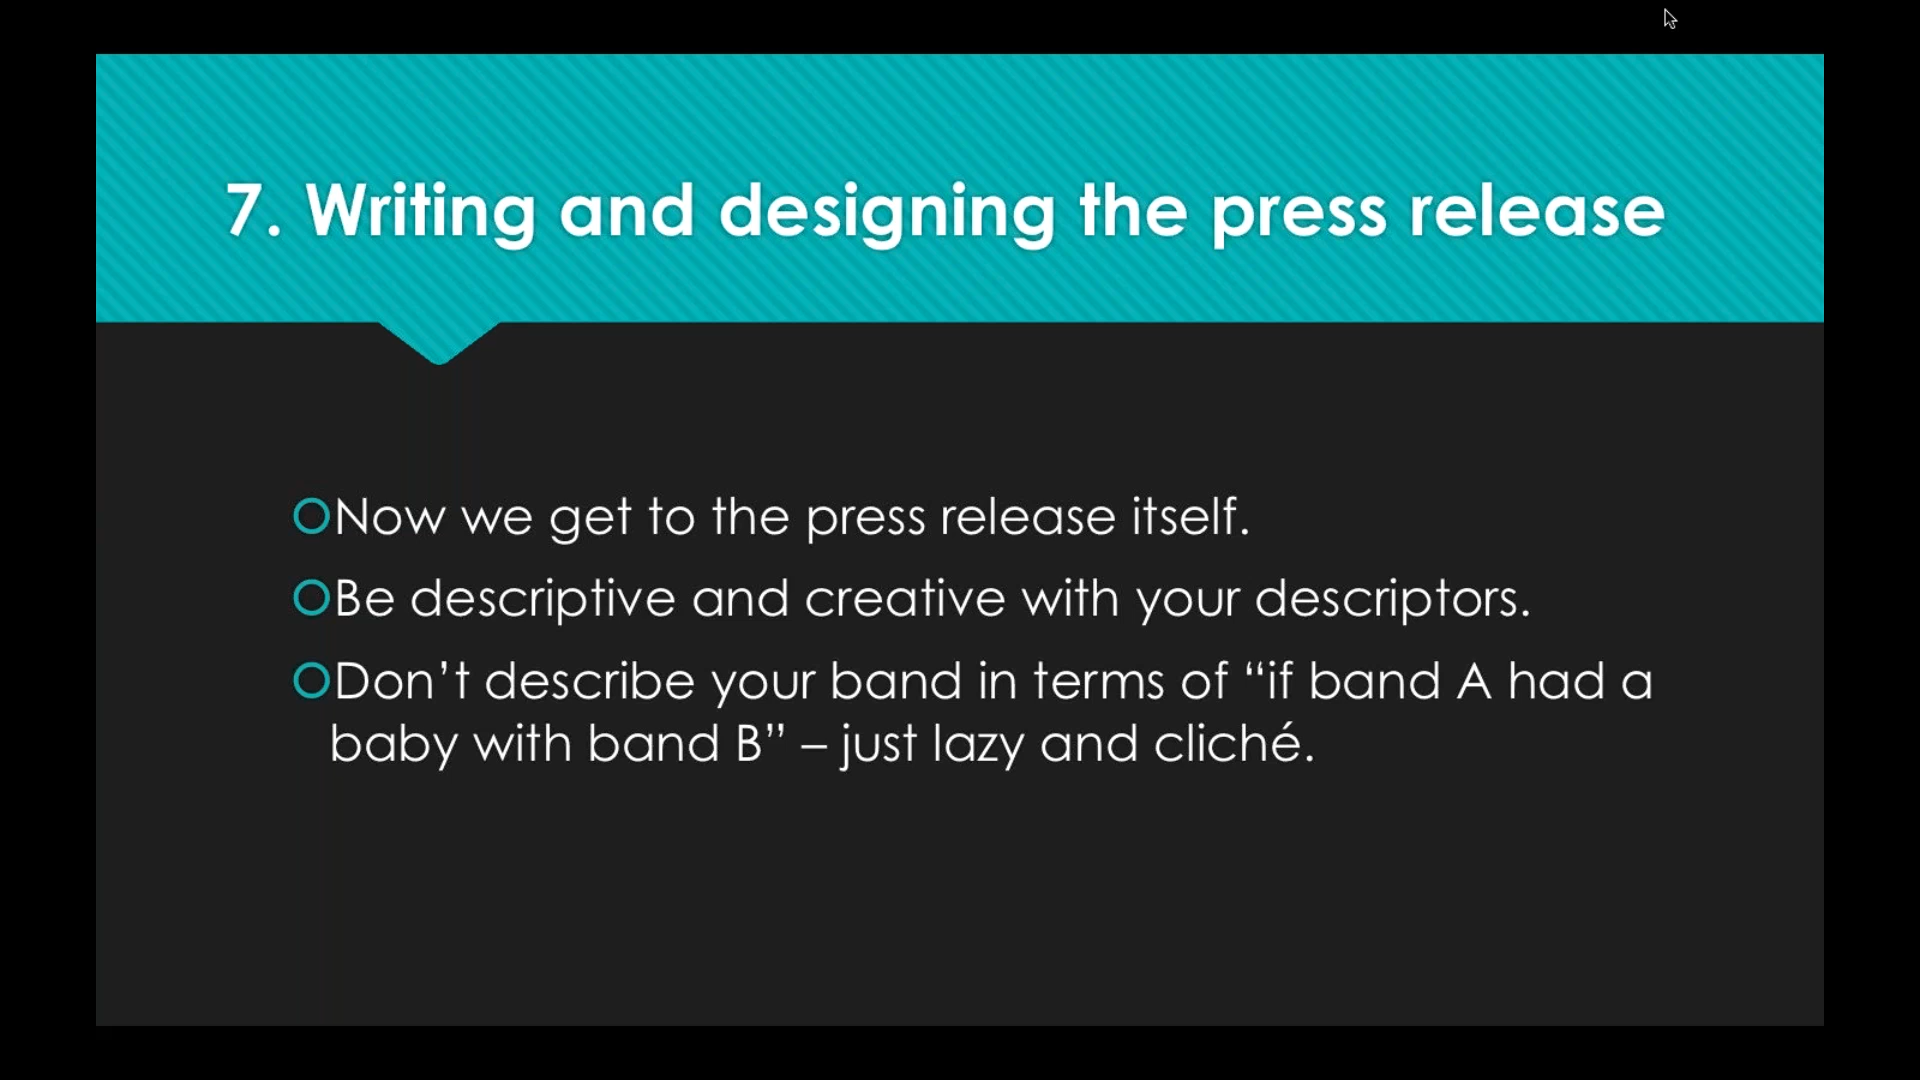 7. Writing and designing the press release
Now we get to the press release itself.
Be descriptive and creative with your descriptors.
Don’t describe your band in terms of “if band A had a
baby with band B” – just lazy and cliché.